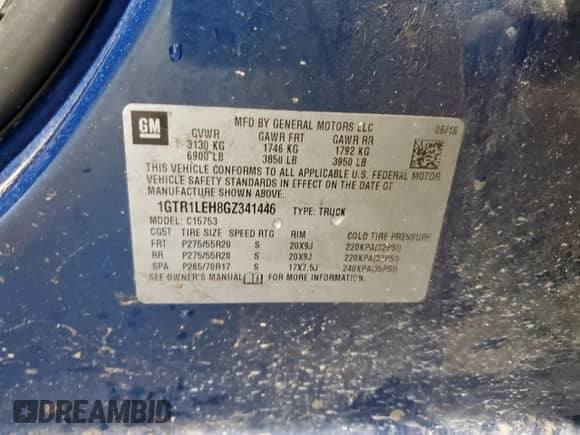 GM
MFD BY GENERAL MOTORS LLC 06/16
GVWR GAWR FRT GAWR RR
3130 KG 1746 KG 1792 KG
6900 LB 3850 LB 3950 LB
THIS VEHICLE CONFORMS TO ALL APPLICABLE U.S. FEDERAL MOTOR
VEHICLE SAFETY STANDARDS IN EFFECT ON THE DATE OF
MANUFACTURE SHOWN ABOVE.
1GTR1LEH8GZ341446 TYPE: TRUCK
MODEL: C15753
CG5T TIRE SIZE SPEED RTG RIM COLD TIRE PRESSURE
FRT P275/55R20 S 20X9J 220KPA(32PSI)
RR P275/55R20 S 20X9J 220KPA(32PSI)
SPA P265/70R17 S 17X7.5J 240KPA(35PSI)
SEE OWNER'S MANUAL FOR MORE INFORMATION.
DREAMBID